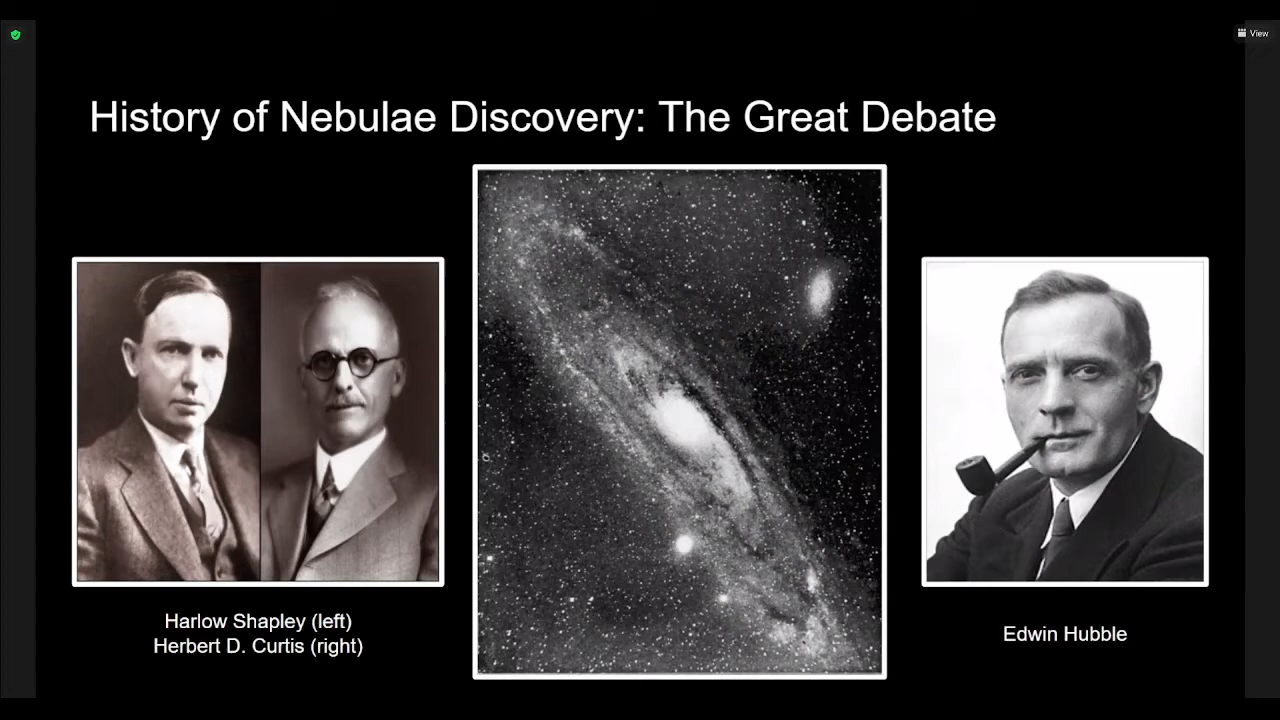 View
History of Nebulae Discovery: The Great Debate
Harlow Shapley (left)
Herbert D. Curtis (right)
Edwin Hubble